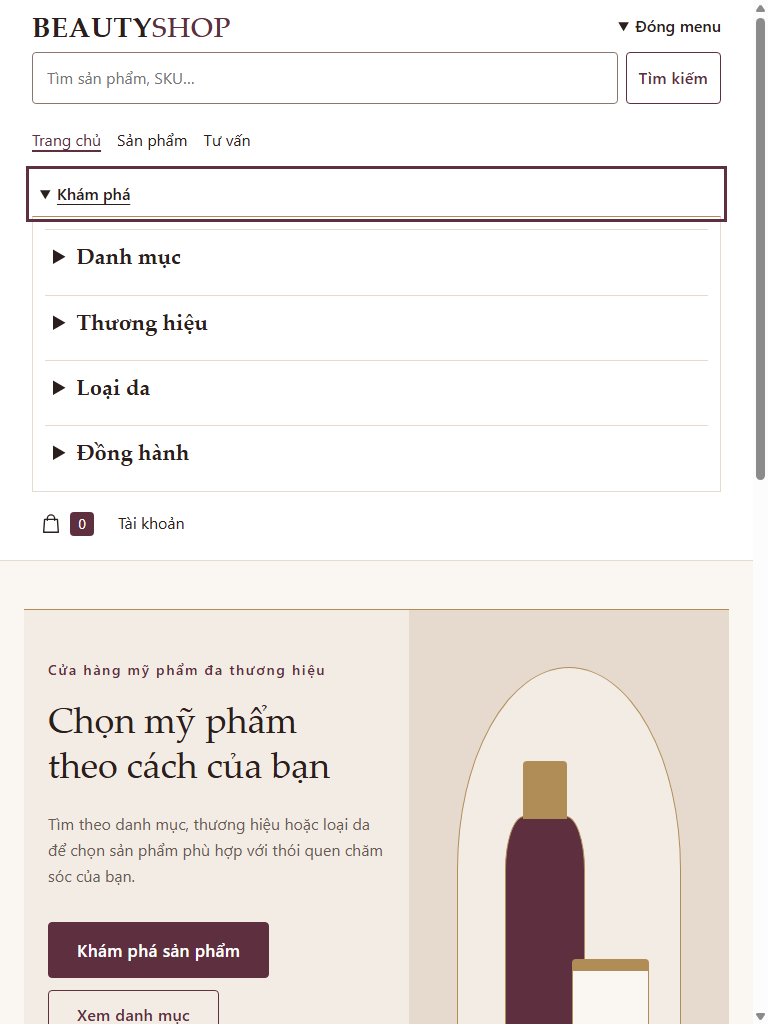 BEAUTYSHOP
Đóng menu
Tìm sản phẩm, SKU...
Tìm kiếm
Trang chủ Sản phẩm Tư vấn
Khám phá
Danh mục
Thương hiệu
Loại da
Đồng hành
0 Tài khoản
Cửa hàng mỹ phẩm đa thương hiệu
Chọn mỹ phẩm
theo cách của bạn
Tìm theo danh mục, thương hiệu hoặc loại da
để chọn sản phẩm phù hợp với thói quen chăm
sóc của bạn.
Khám phá sản phẩm
Xem danh mục